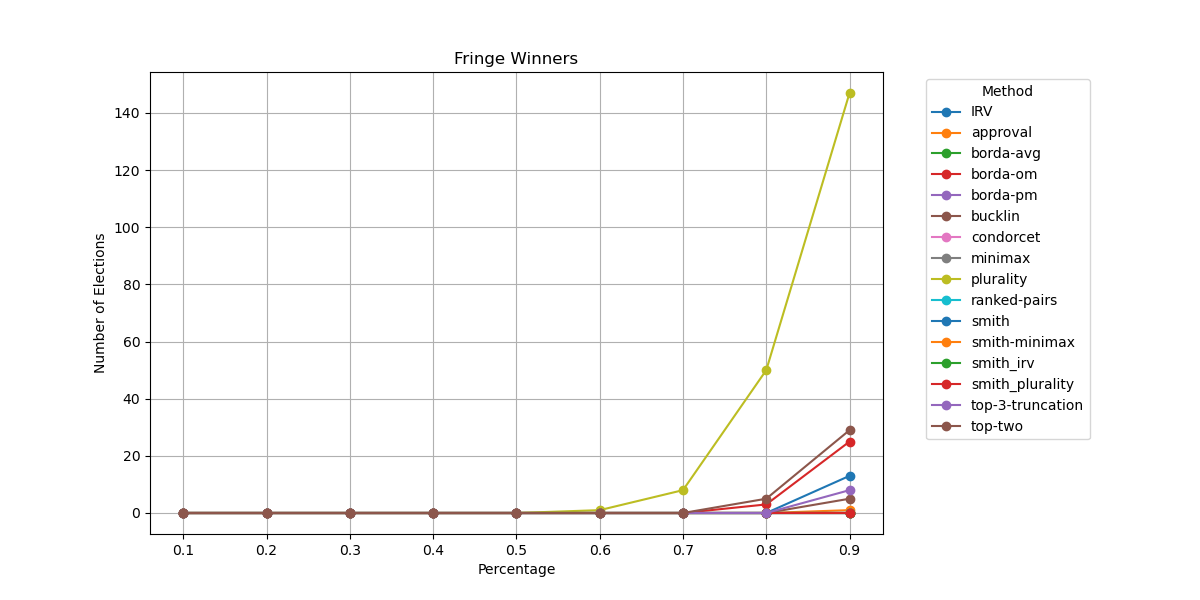 Fringe Winners
Number of Elections
140
120
100
80
60
40
20
0
0.1 0.2 0.3 0.4 0.5 0.6 0.7 0.8 0.9
Percentage
Method
IRV
approval
borda-avg
borda-om
borda-pm
bucklin
condorcet
minimax
plurality
ranked-pairs
smith
smith-minimax
smith_irv
smith_plurality
top-3-truncation
top-two